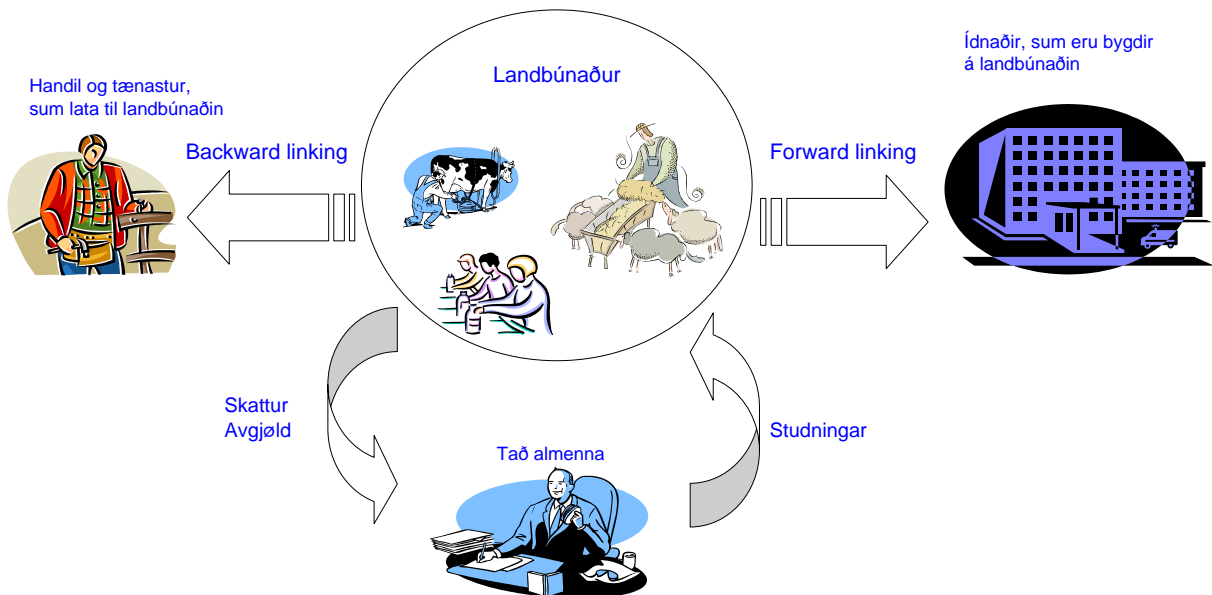 Handil og tænastur,
sum lata til landbúnaðin
Backward linking
Landbúnaður
Forward linking
Ídnaðir, sum eru bygdir
á landbúnaðin
Skattur
Avgjøld
Tað almenna
Studningar